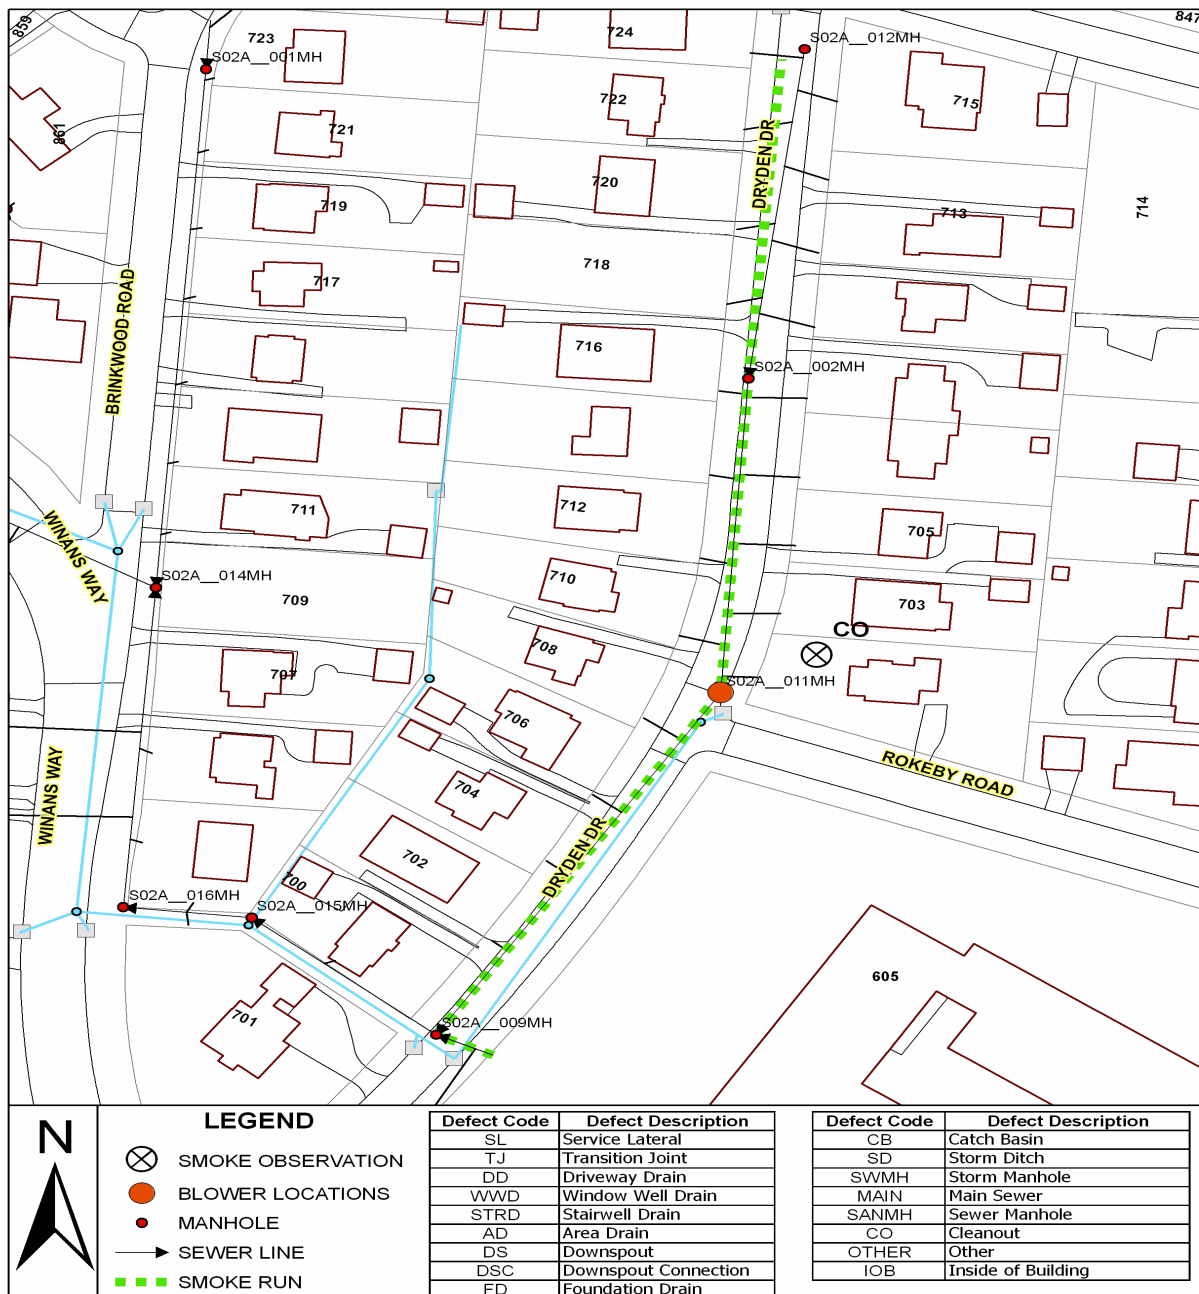 859
723
724
847
S02A__001MH
S02A__012MH
722
715
861
721
DRYDEN DR
720
719
713
714
718
717
BRINKWOOD ROAD
716
S02A__002MH
711
712
705
WINANS WAY
S02A__014MH
710
709
703
CO
708
707
S02A__011MH
706
WINANS WAY
ROKEBY ROAD
704
DRYDEN DR
702
700
S02A__016MH
S02A__015MH
605
701
S02A__009MH
N
LEGEND
SMOKE OBSERVATION
BLOWER LOCATIONS
MANHOLE
SEWER LINE
SMOKE RUN
Defect Code Defect Description
SL Service Lateral
TJ Transition Joint
DD Driveway Drain
WWD Window Well Drain
STRD Stairwell Drain
AD Area Drain
DS Downspout
DSC Downspout Connection
FD Foundation Drain
Defect Code Defect Description
CB Catch Basin
SD Storm Ditch
SWMH Storm Manhole
MAIN Main Sewer
SANMH Sewer Manhole
CO Cleanout
OTHER Other
IOB Inside of Building